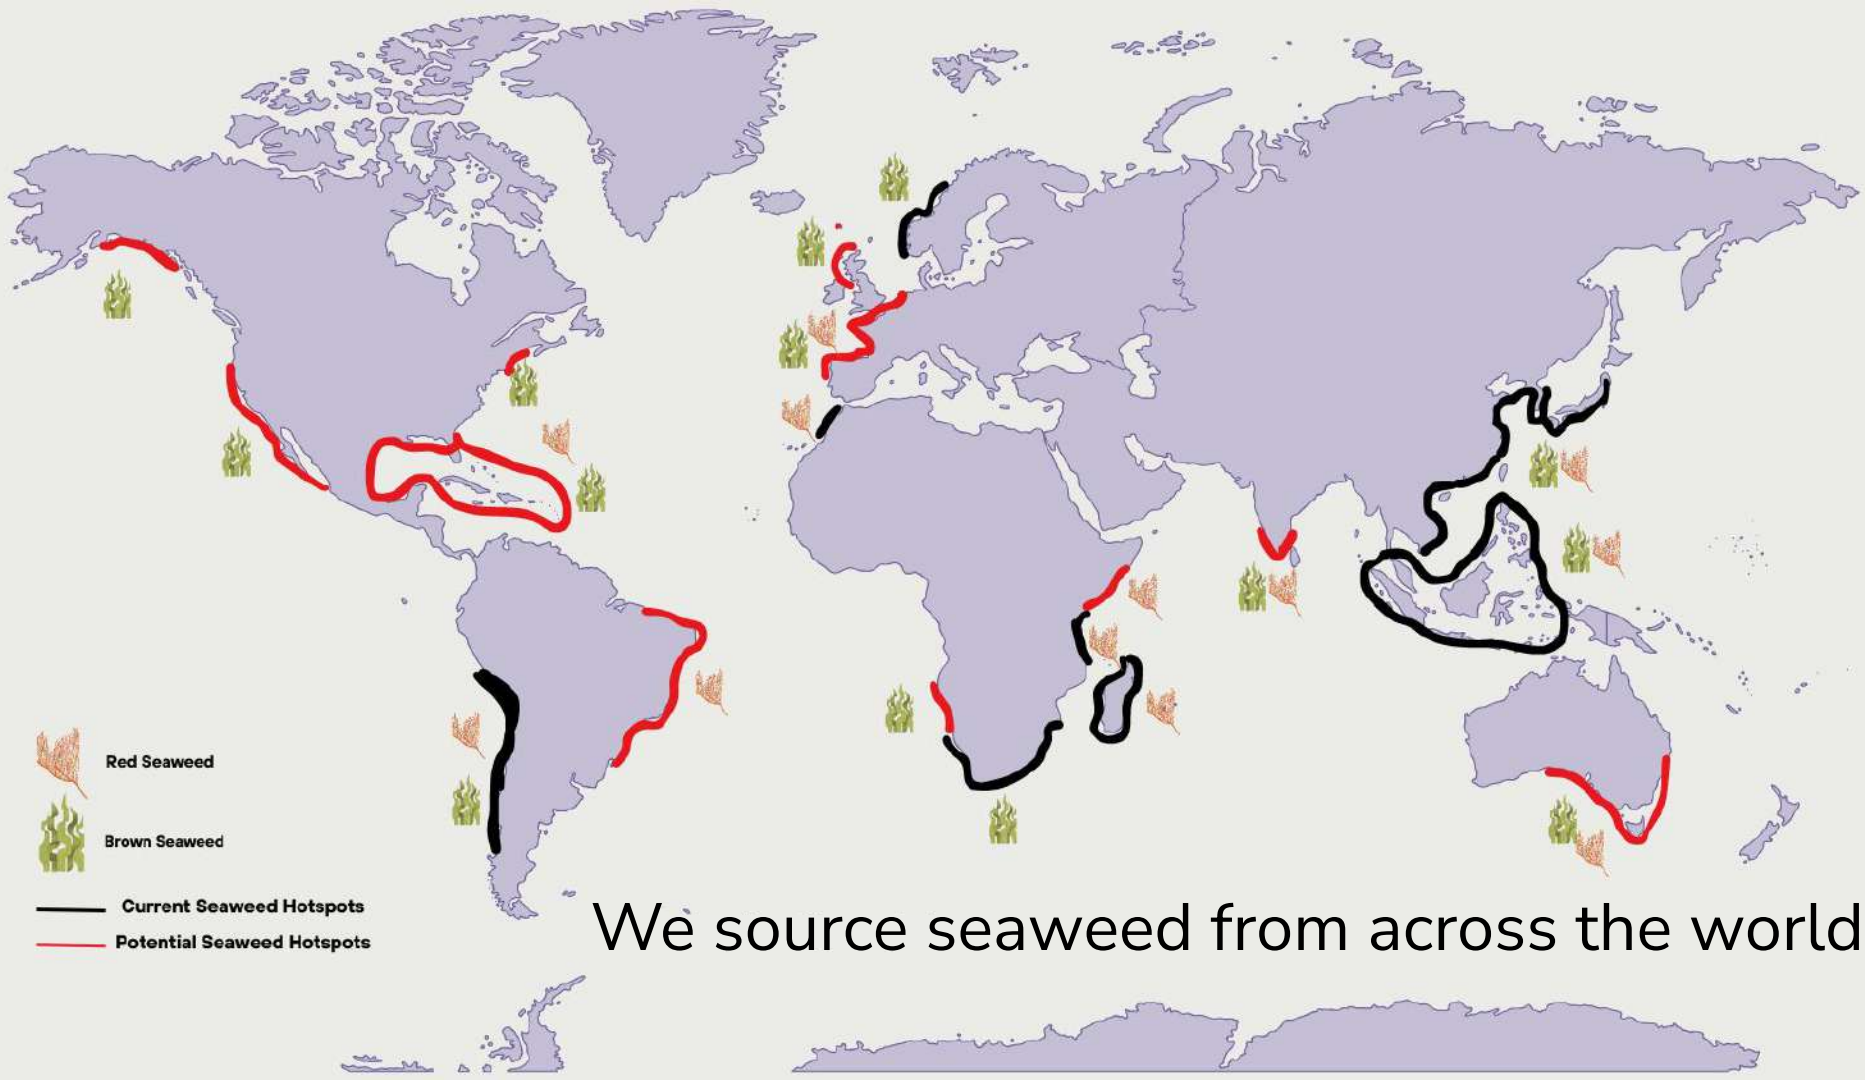 Red Seaweed
Brown Seaweed
Current Seaweed Hotspots
Potential Seaweed Hotspots
We source seaweed from across the world